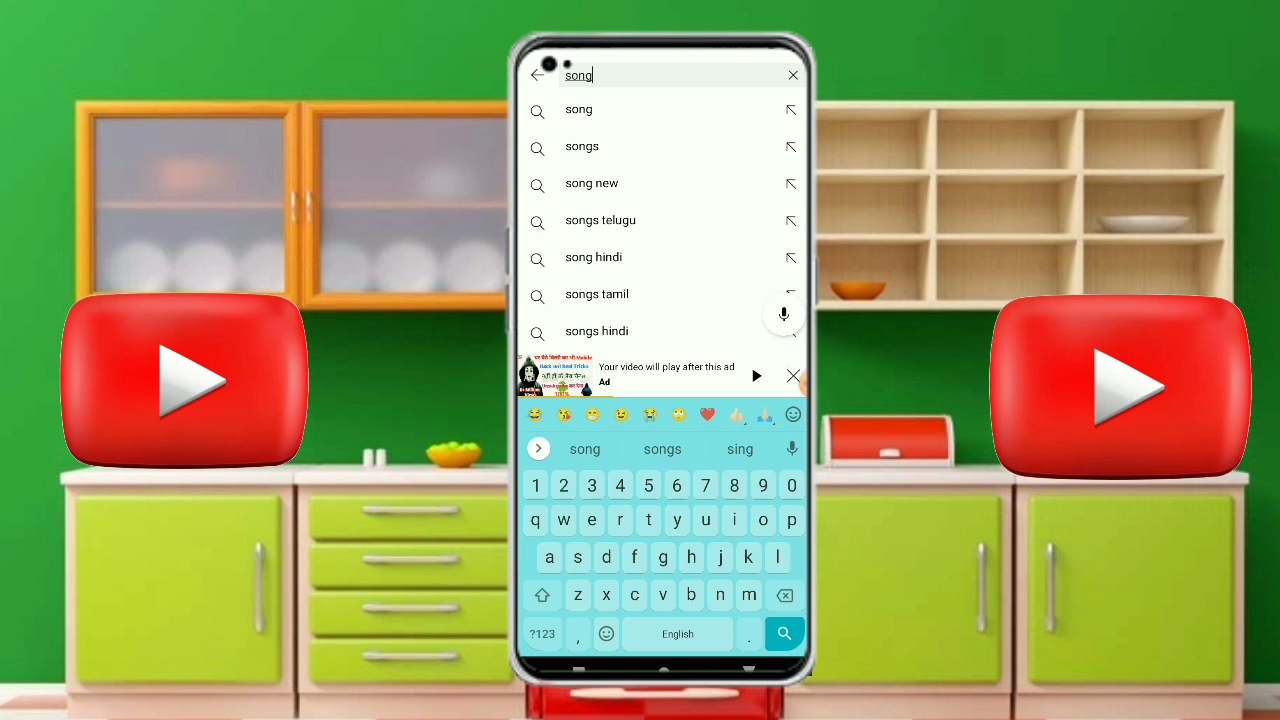 song
song
songs
song new
songs telugu
song hindi
songs tamil
songs hindi
Your video will play after this ad
Ad
song songs sing
1 2 3 4 5 6 7 8 9 0
q w e r t y u i o p
a s d f g h j k l
z x c v b n m
?123 , English .